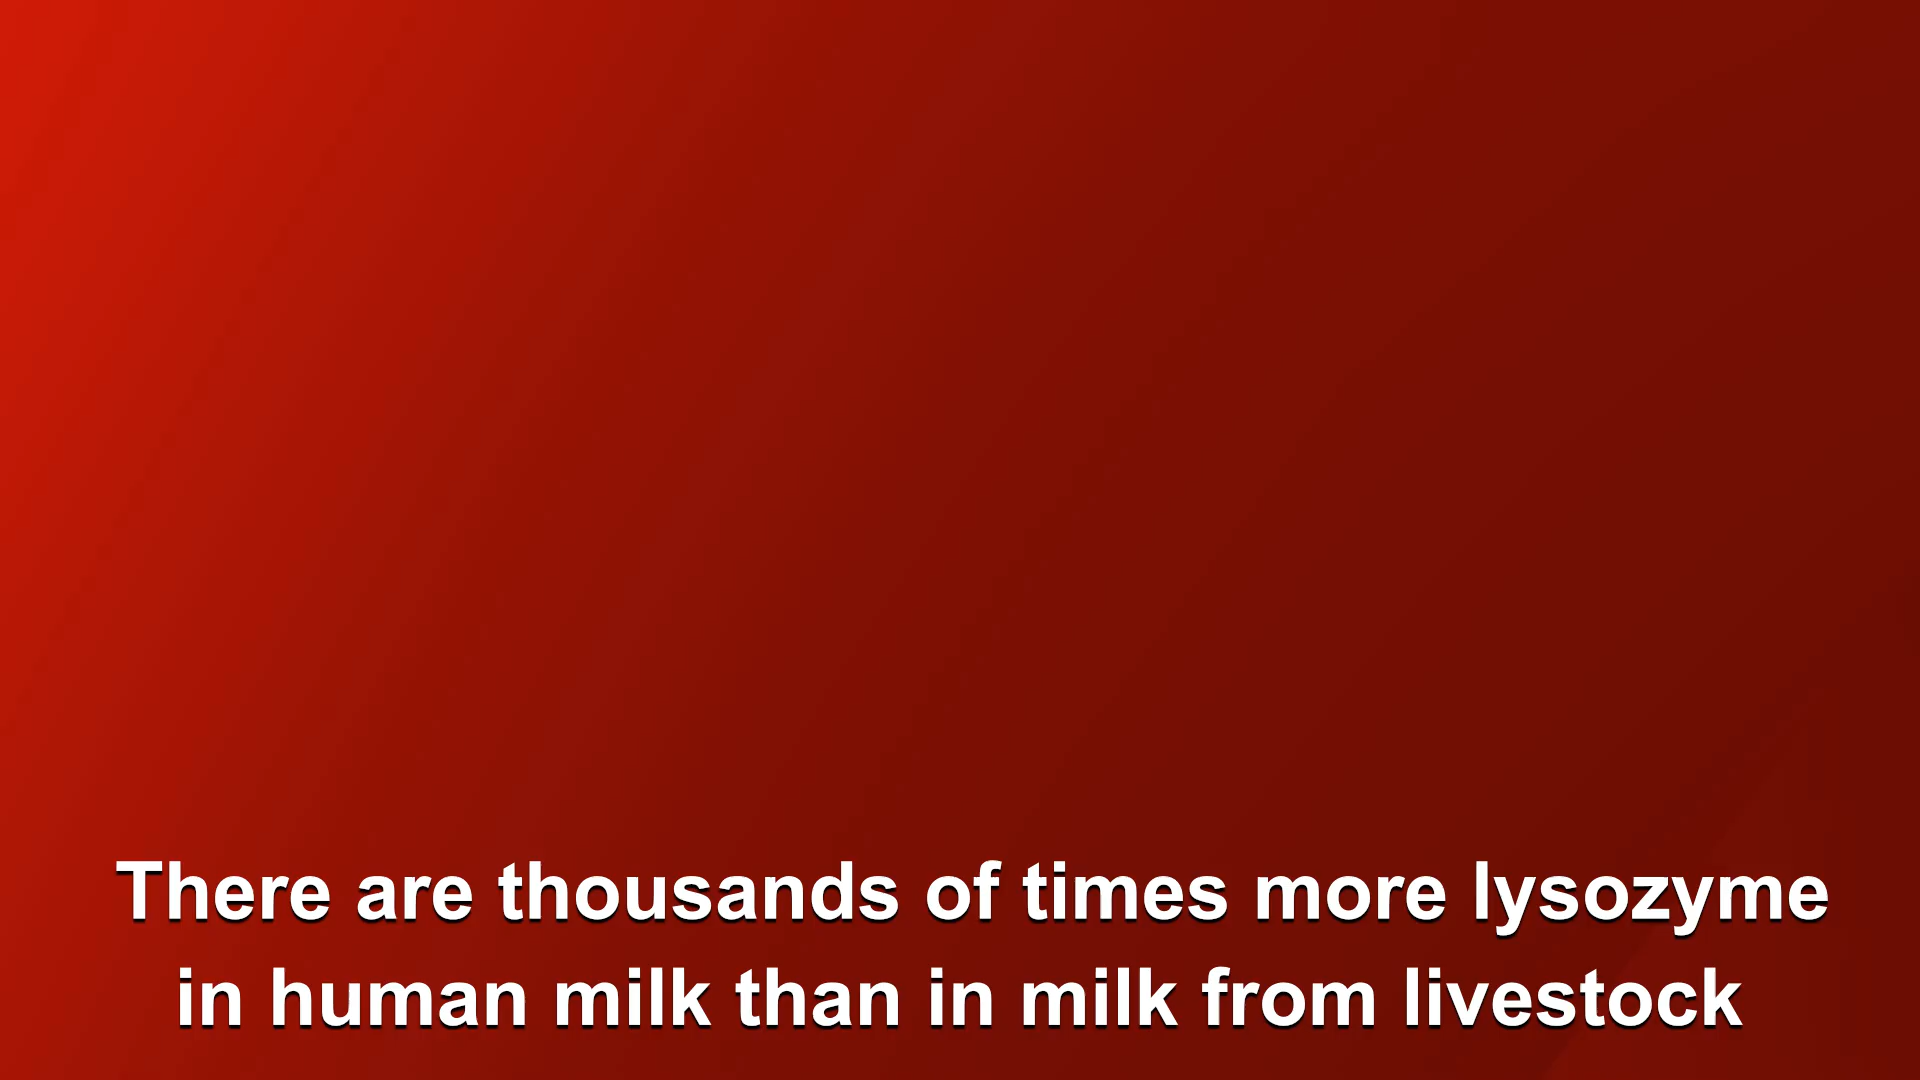 There are thousands of times more lysozyme
in human milk than in milk from livestock